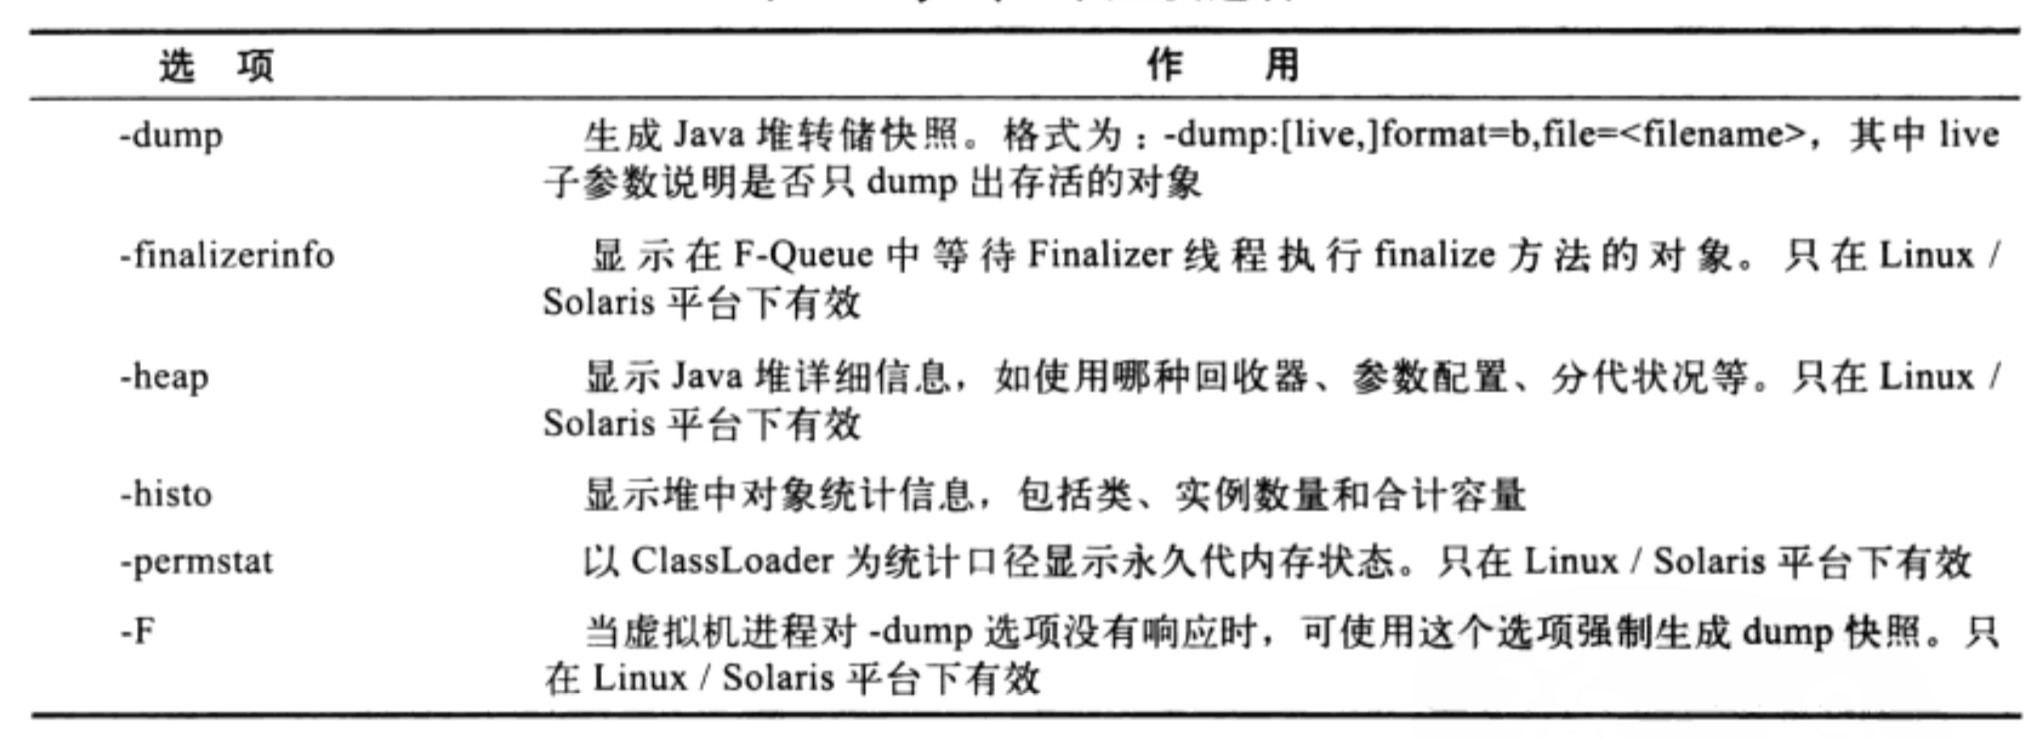 选 项 作 用
-dump 生成 Java 堆转储快照。格式为：-dump:[live,]format=b,file=<filename>，其中 live
子参数说明是否只 dump 出存活的对象
-finalizerinfo 显示在 F-Queue 中等待 Finalizer 线程执行 finalize 方法的对象。只在 Linux /
Solaris 平台下有效
-heap 显示 Java 堆详细信息，如使用哪种回收器、参数配置、分代状况等。只在 Linux /
Solaris 平台下有效
-histo 显示堆中对象统计信息，包括类、实例数量和合计容量
-permstat 以 ClassLoader 为统计口径显示永久代内存状态。只在 Linux / Solaris 平台下有效
-F 当虚拟机进程对 -dump 选项没有响应时，可使用这个选项强制生成 dump 快照。只
在 Linux / Solaris 平台下有效